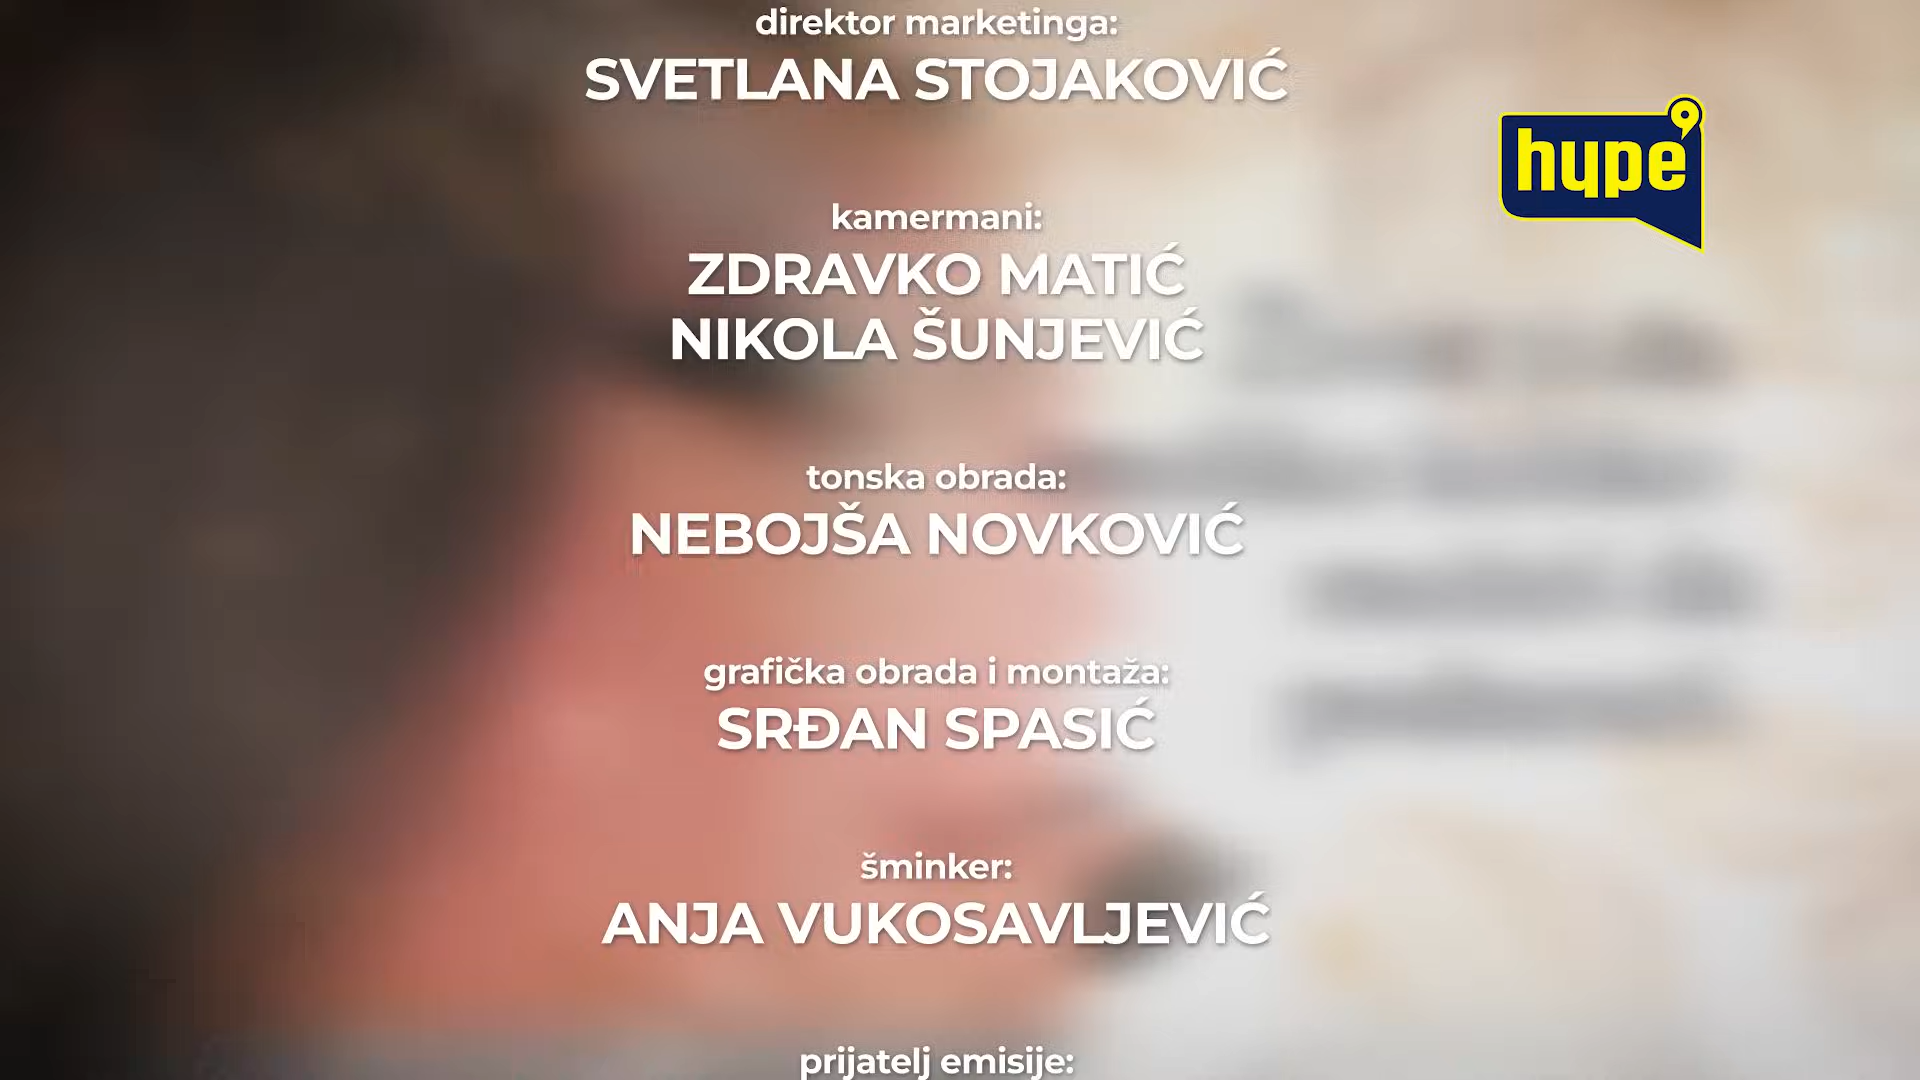 direktor marketinga:
SVETLANA STOJAKOVIĆ
hype
kamermani:
ZDRAVKO MATIĆ
NIKOLA ŠUNJEVIĆ
tonska obrada:
NEBOJŠA NOVKOVIĆ
grafička obrada i montaža:
SRĐAN SPASIĆ
šminker:
ANJA VUKOSAVLJEVIĆ
prijatelj emisije: